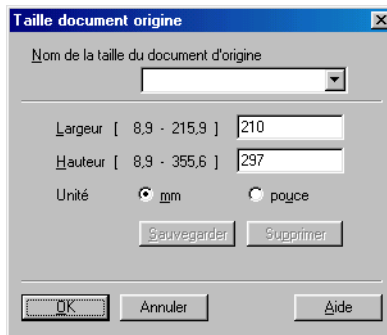 Taille document origine
Nom de la taille du document d'origine
Largeur [ 8,9 - 215,9 ] 210
Hauteur [ 8,9 - 355,6 ] 297
Unité mm pouce
Sauvegarder Supprimer
OK Annuler Aide